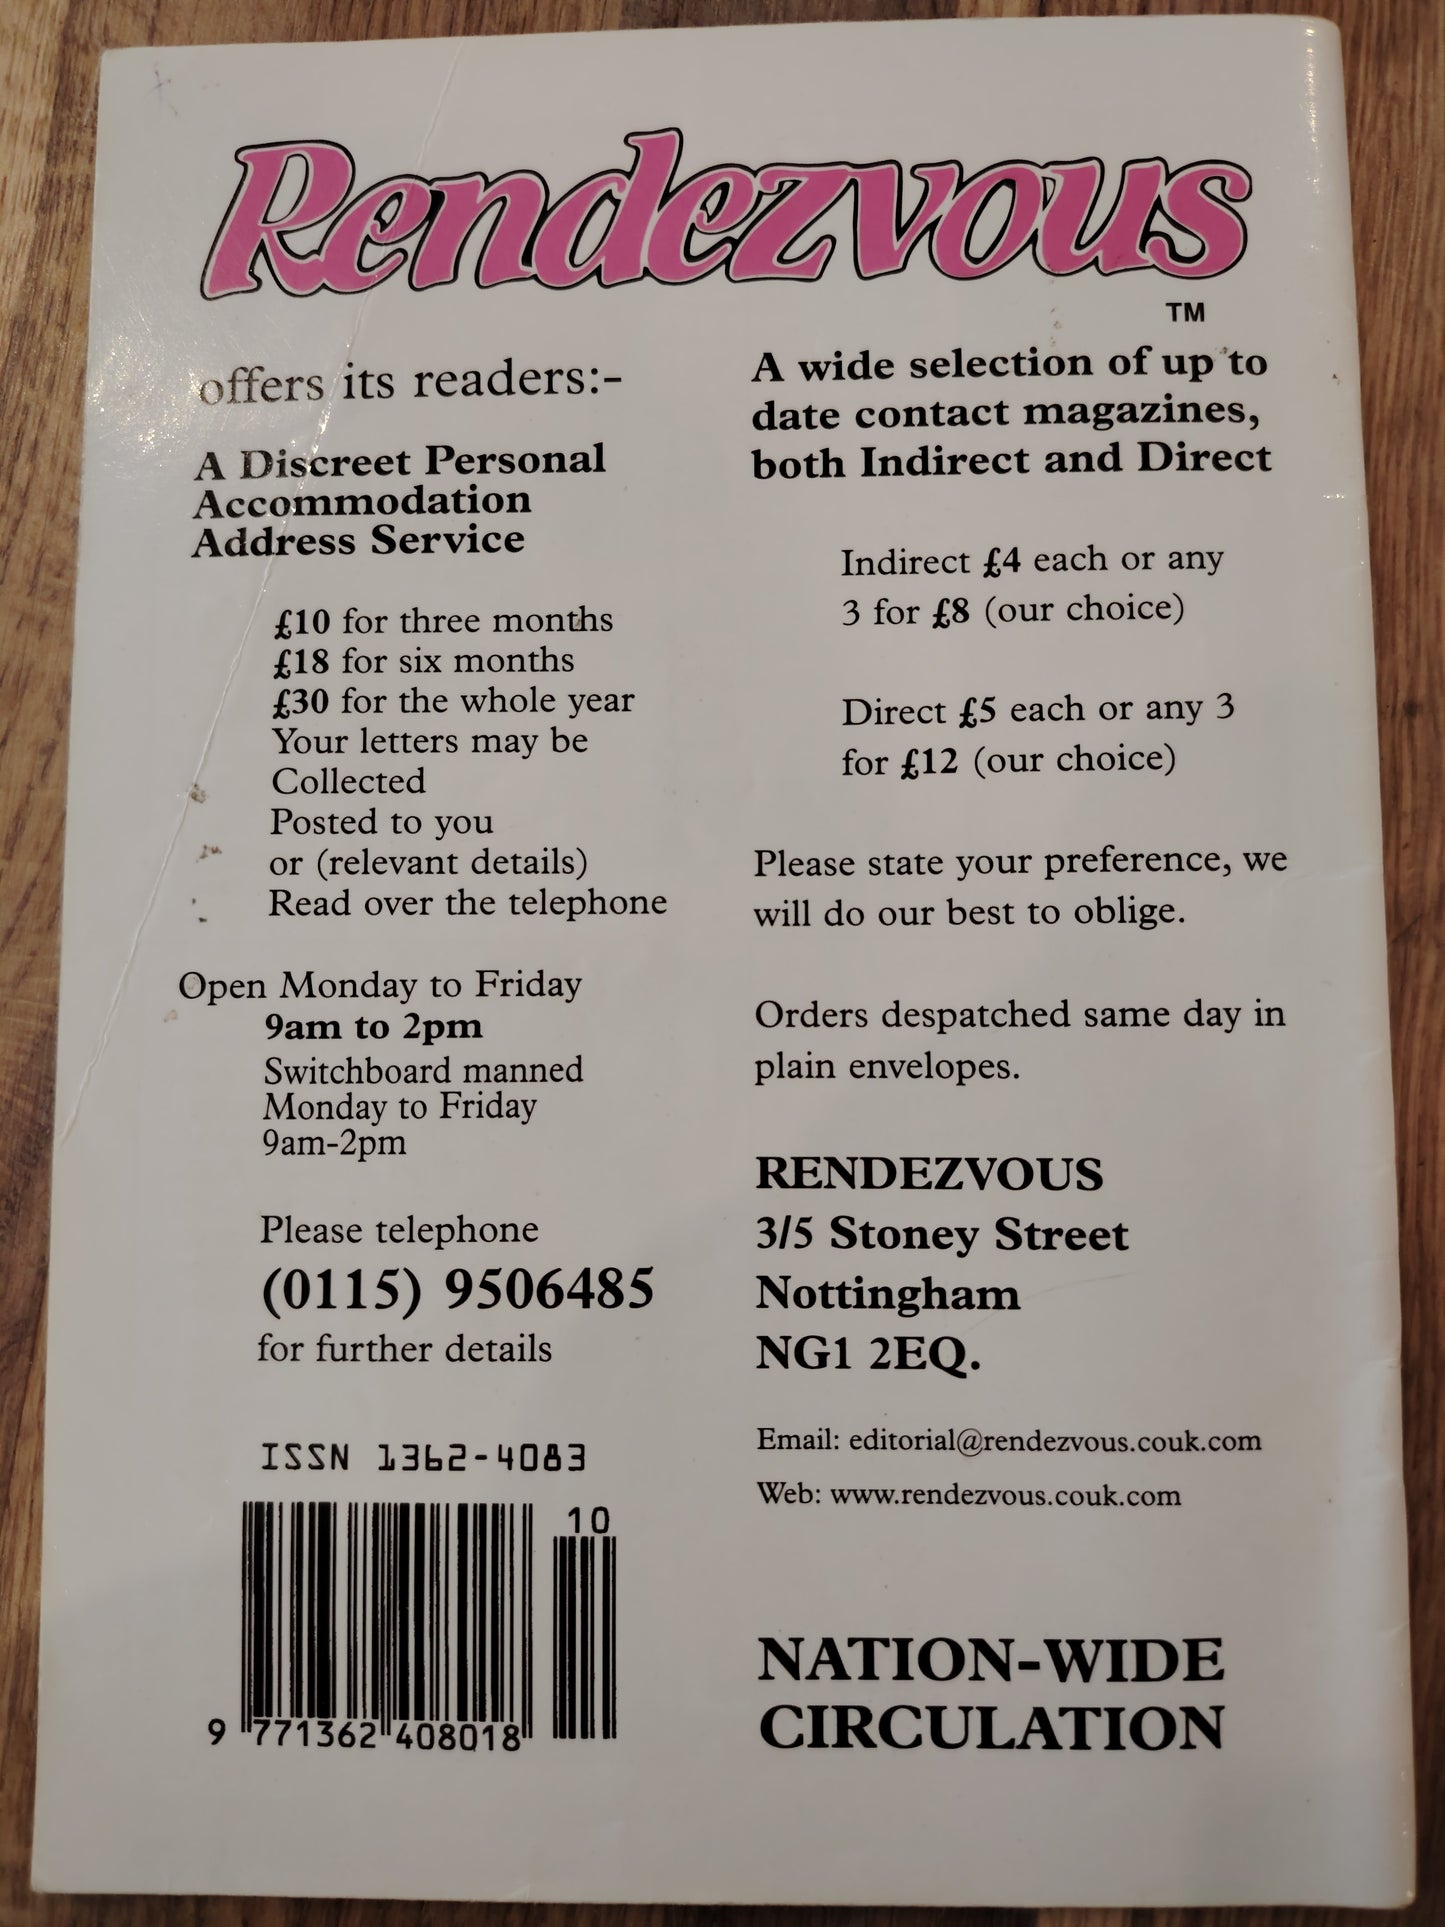 Rendezvous
TM
offers its readers:-
A Discreet Personal
Accommodation
Address Service
£10 for three months
£18 for six months
£30 for the whole year
Your letters may be
Collected
Posted to you
or (relevant details)
Read over the telephone
Open Monday to Friday
9am to 2pm
Switchboard manned
Monday to Friday
9am-2pm
Please telephone
(0115) 9506485
for further details
ISSN 1362-4083
10
9 771362 408018
A wide selection of up to
date contact magazines,
both Indirect and Direct
Indirect £4 each or any
3 for £8 (our choice)
Direct £5 each or any 3
for £12 (our choice)
Please state your preference, we
will do our best to oblige.
Orders despatched same day in
plain envelopes.
RENDEZVOUS
3/5 Stoney Street
Nottingham
NG1 2EQ.
Email: editorial@rendezvous.couk.com
Web: www.rendezvous.couk.com
NATION-WIDE
CIRCULATION